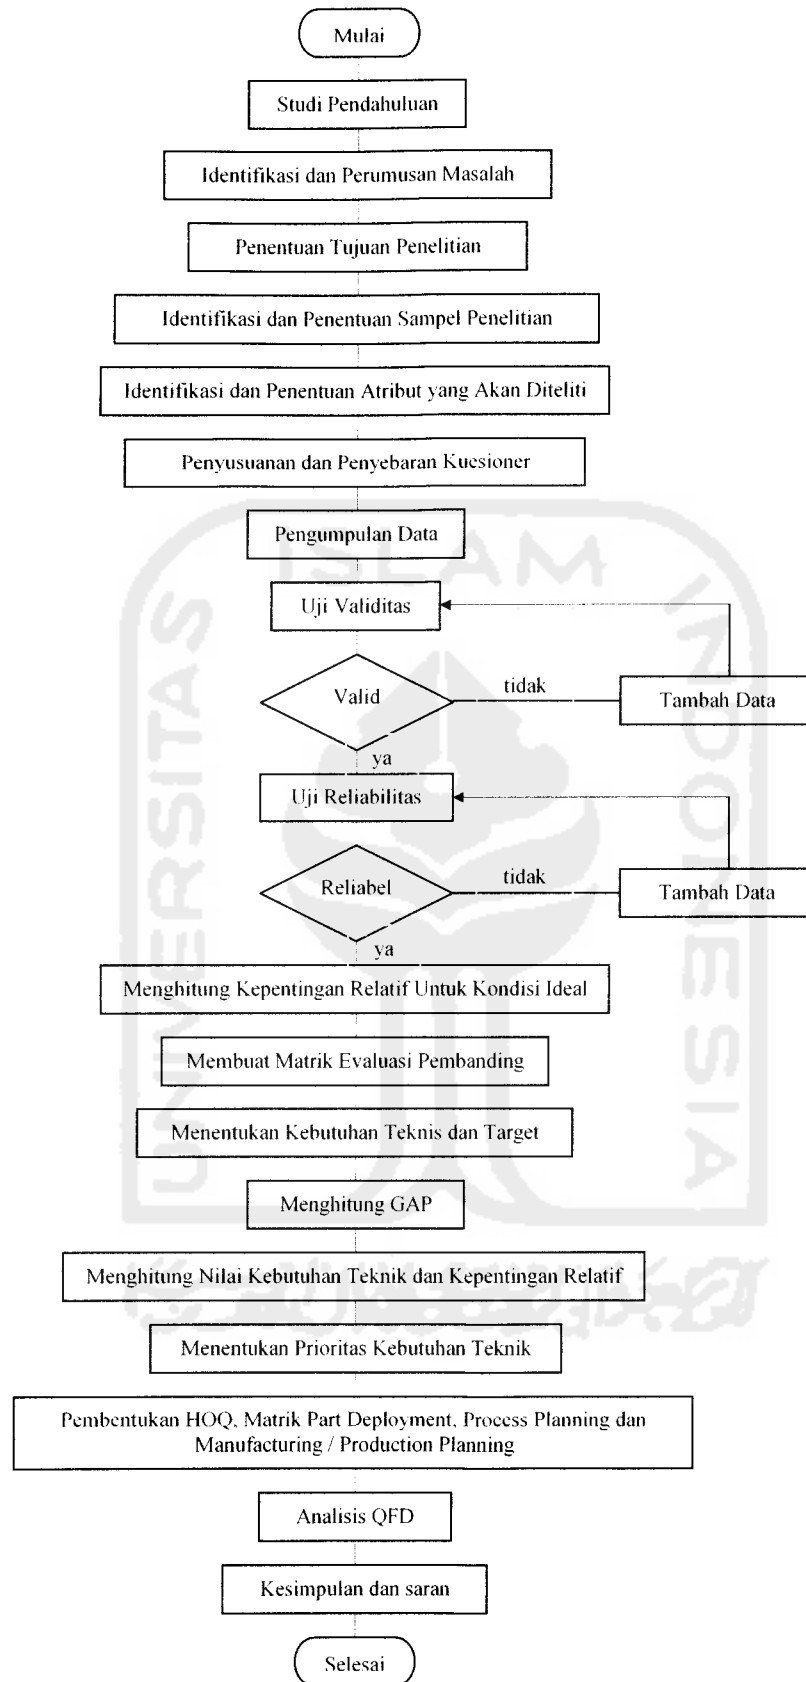 Mulai
Studi Pendahuluan
Identifikasi dan Perumusan Masalah
Penentuan Tujuan Penelitian
Identifikasi dan Penentuan Sampel Penelitian
Identifikasi dan Penentuan Atribut yang Akan Diteliti
Penyusuanan dan Penyebaran Kuesioner
Pengumpulan Data
Uji Validitas
Valid
tidak
Tambah Data
ya
Uji Reliabilitas
Reliabel
tidak
Tambah Data
ya
Menghitung Kepentingan Relatif Untuk Kondisi Ideal
Membuat Matrik Evaluasi Pembanding
Menentukan Kebutuhan Teknis dan Target
Menghitung GAP
Menghitung Nilai Kebutuhan Teknik dan Kepentingan Relatif
Menentukan Prioritas Kebutuhan Teknik
Pembentukan HOQ, Matrik Part Deployment, Process Planning dan
Manufacturing / Production Planning
Analisis QFD
Kesimpulan dan saran
Selesai
UNIVERSITAS
ISLAM
INDONESIA